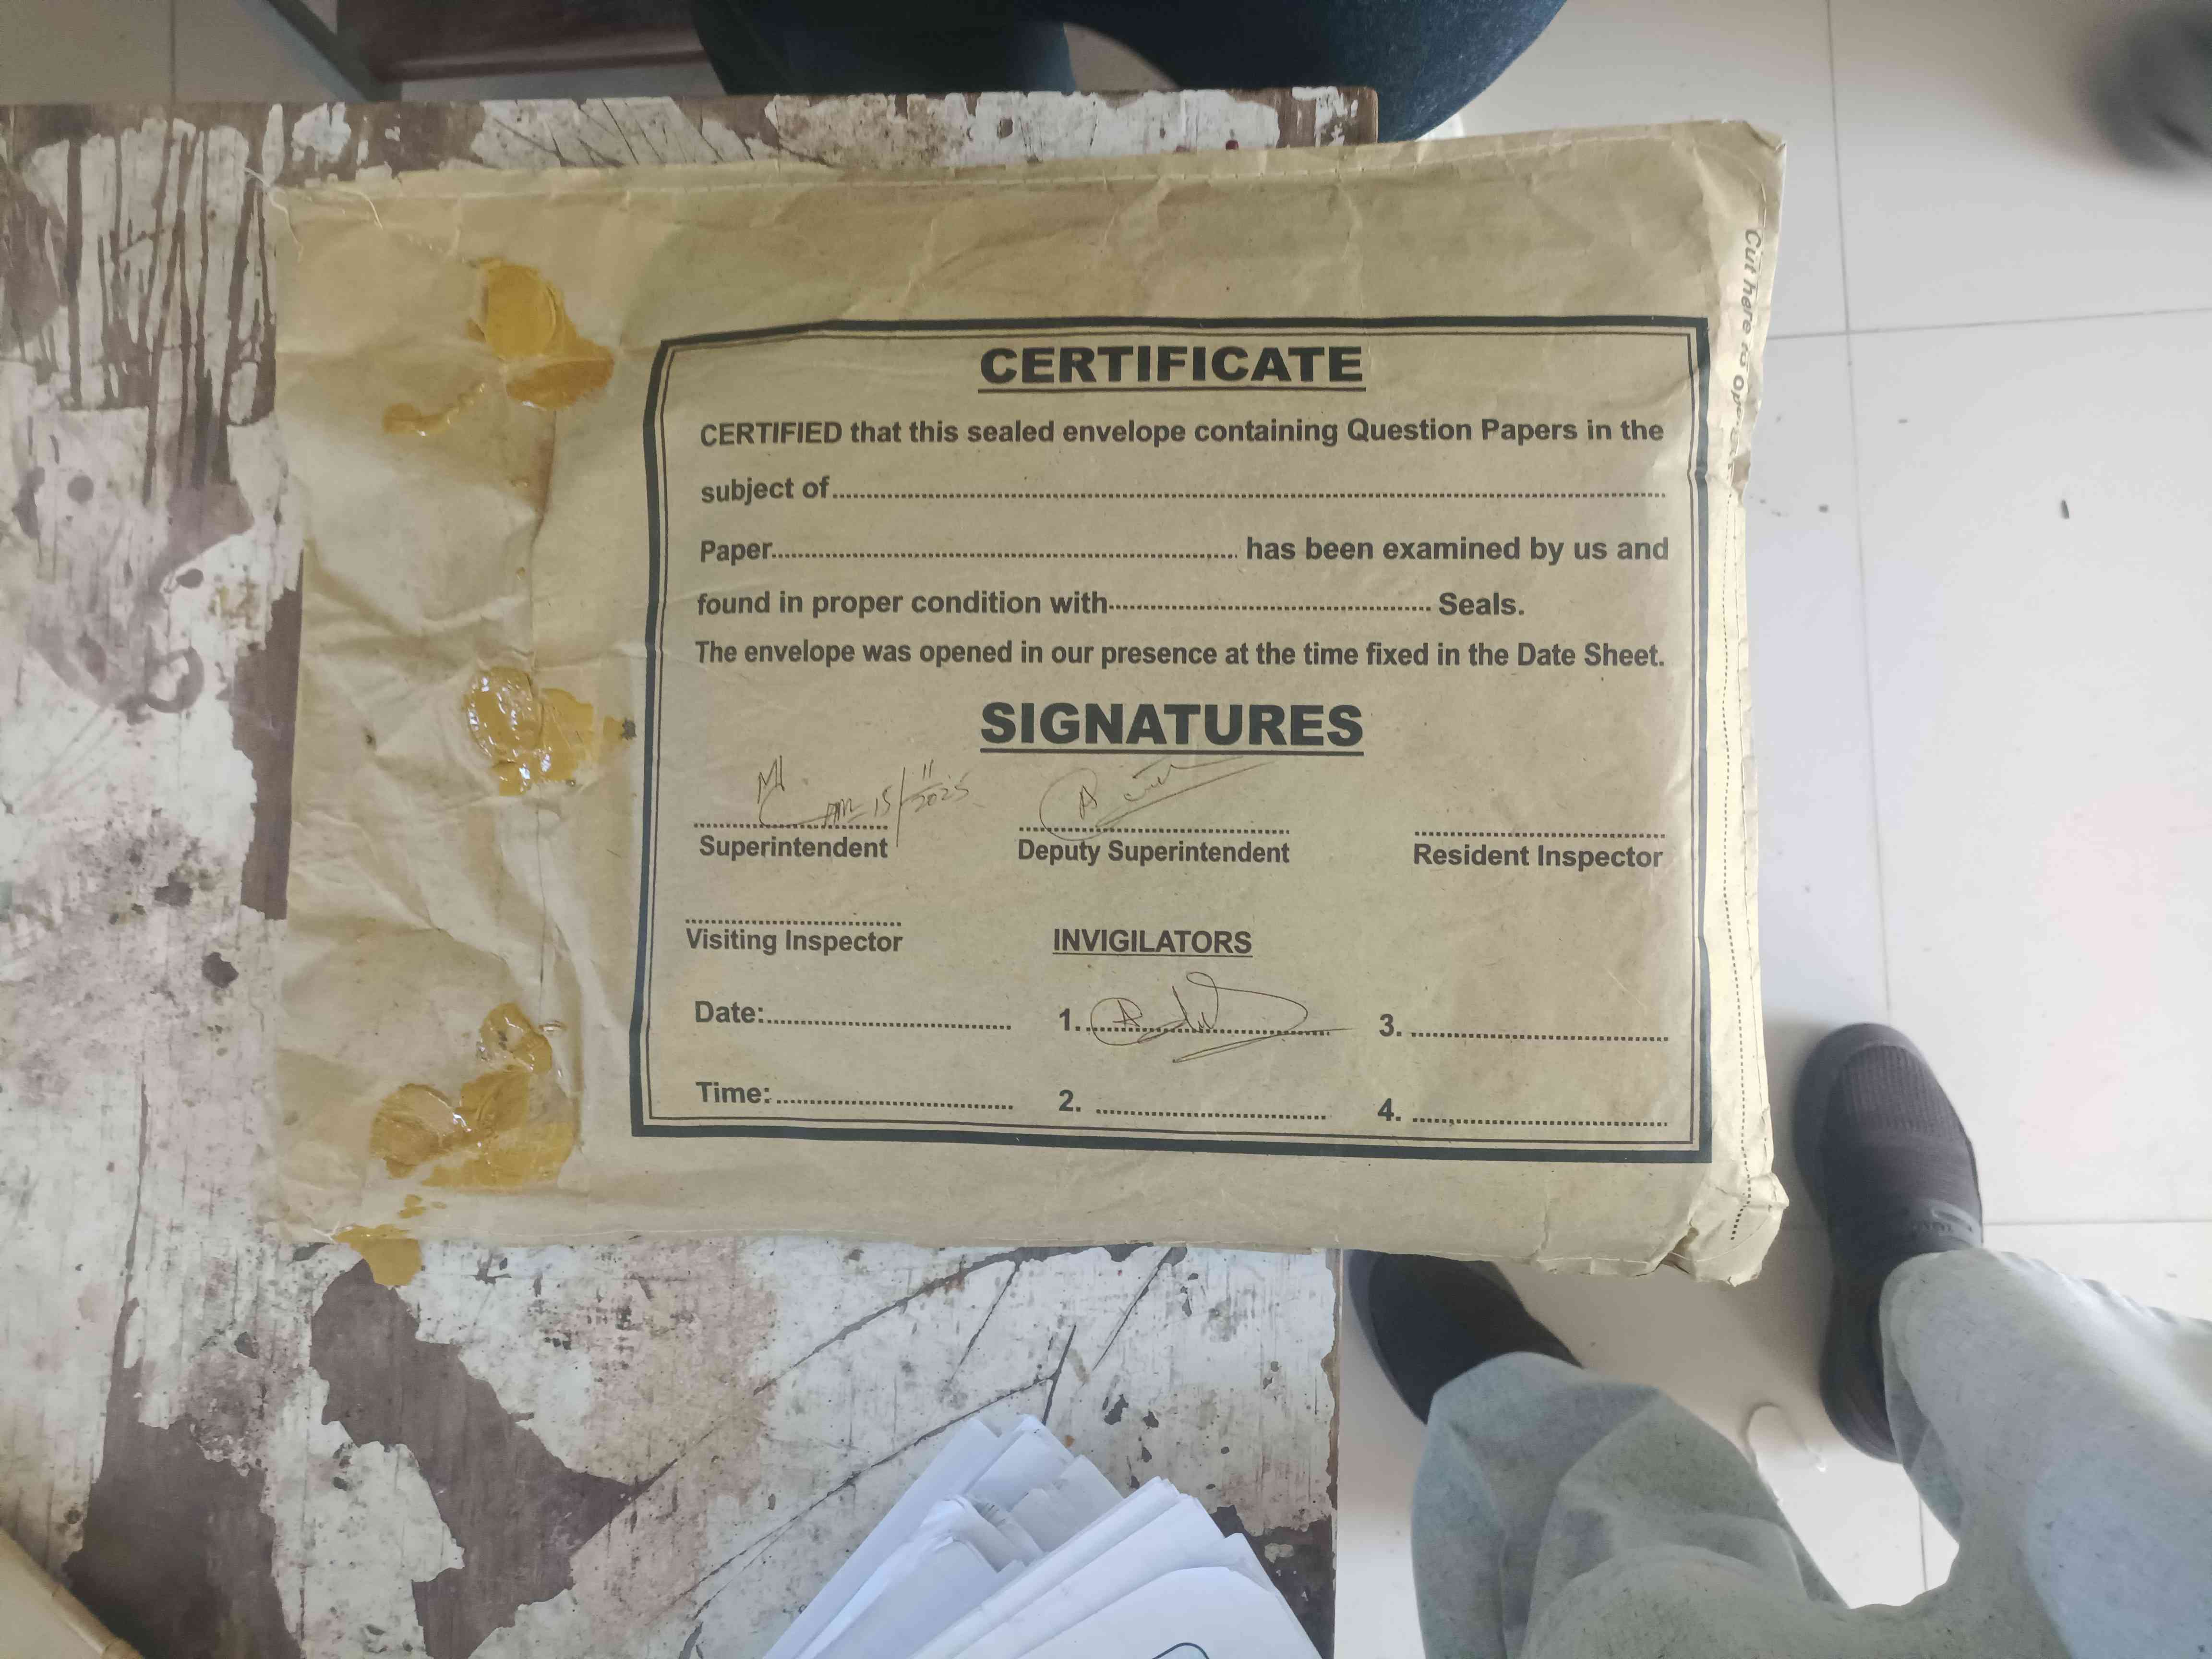 CERTIFICATE
CERTIFIED that this sealed envelope containing Question Papers in the
subject of
Paper has been examined by us and
found in proper condition with Seals.
The envelope was opened in our presence at the time fixed in the Date Sheet.
SIGNATURES
15/11/2025
Superintendent Deputy Superintendent Resident Inspector
Visiting Inspector INVIGILATORS
Date: 1. 3.
Time: 2. 4.
Cut here to